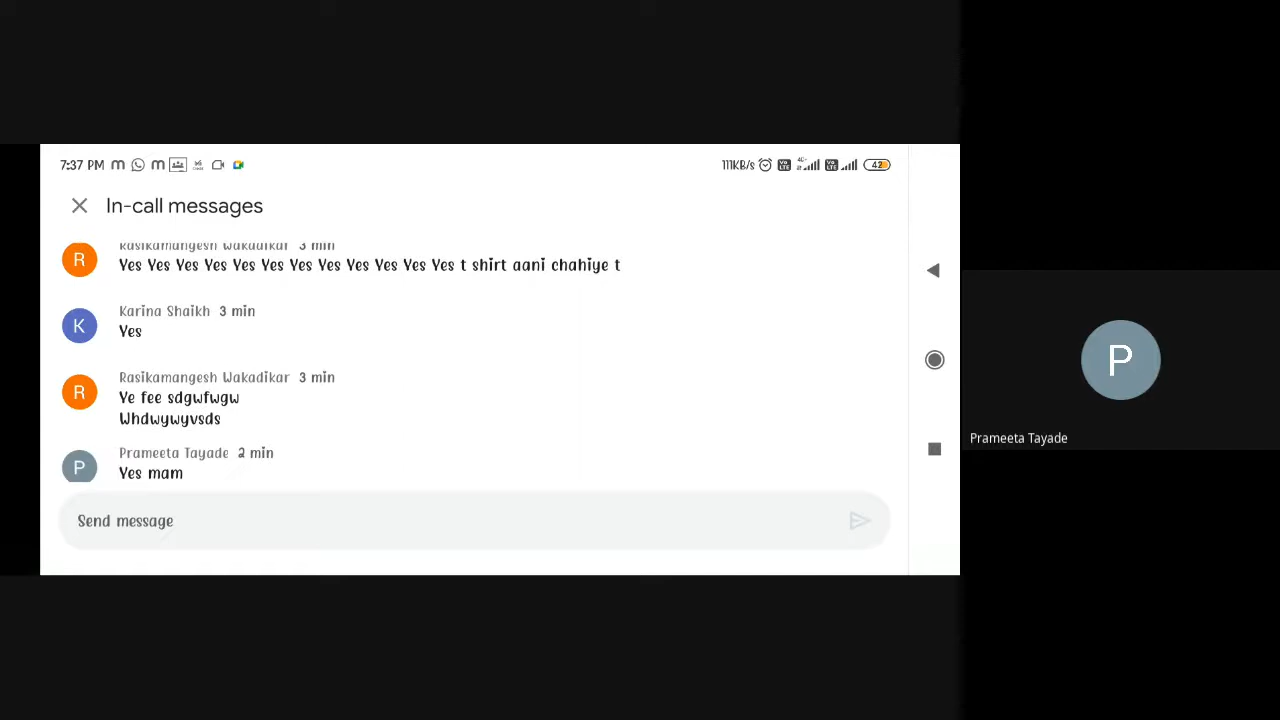 7:37 PM
111KB/s
42
In-call messages
R
Rasikamangesh Wakadikar 3 min
Yes Yes Yes Yes Yes Yes Yes Yes Yes Yes Yes Yes t shirt aani chahiye t
K
Karina Shaikh 3 min
Yes
R
Rasikamangesh Wakadikar 3 min
Ye fee sdgwfwgw
Whdwywyvsds
P
Prameeta Tayade 2 min
Yes mam
Send message
P
Prameeta Tayade